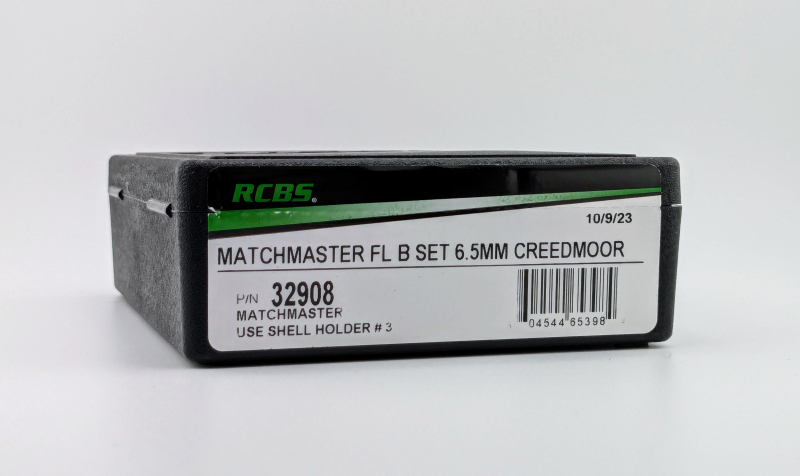 RCBS.
10/9/23
MATCHMASTER FL B SET 6.5MM CREEDMOOR
P/N 32908
MATCHMASTER
USE SHELL HOLDER # 3
04544 65398